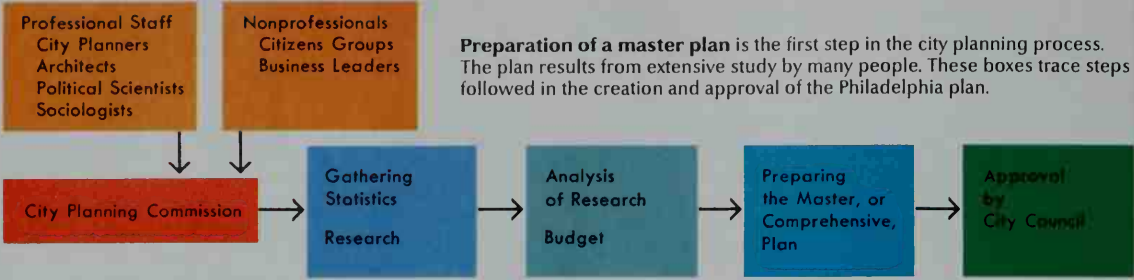 Professional Staff
City Planners
Architects
Political Scientists
Sociologists
Nonprofessionals
Citizens Groups
Business Leaders
Preparation of a master plan is the first step in the city planning process.
The plan results from extensive study by many people. These boxes trace steps
followed in the creation and approval of the Philadelphia plan.
City Planning Commission
Gathering
Statistics
Research
Analysis
of Research
Budget
Preparing
the Master, or
Comprehensive,
Plan
Approval
by
City Council